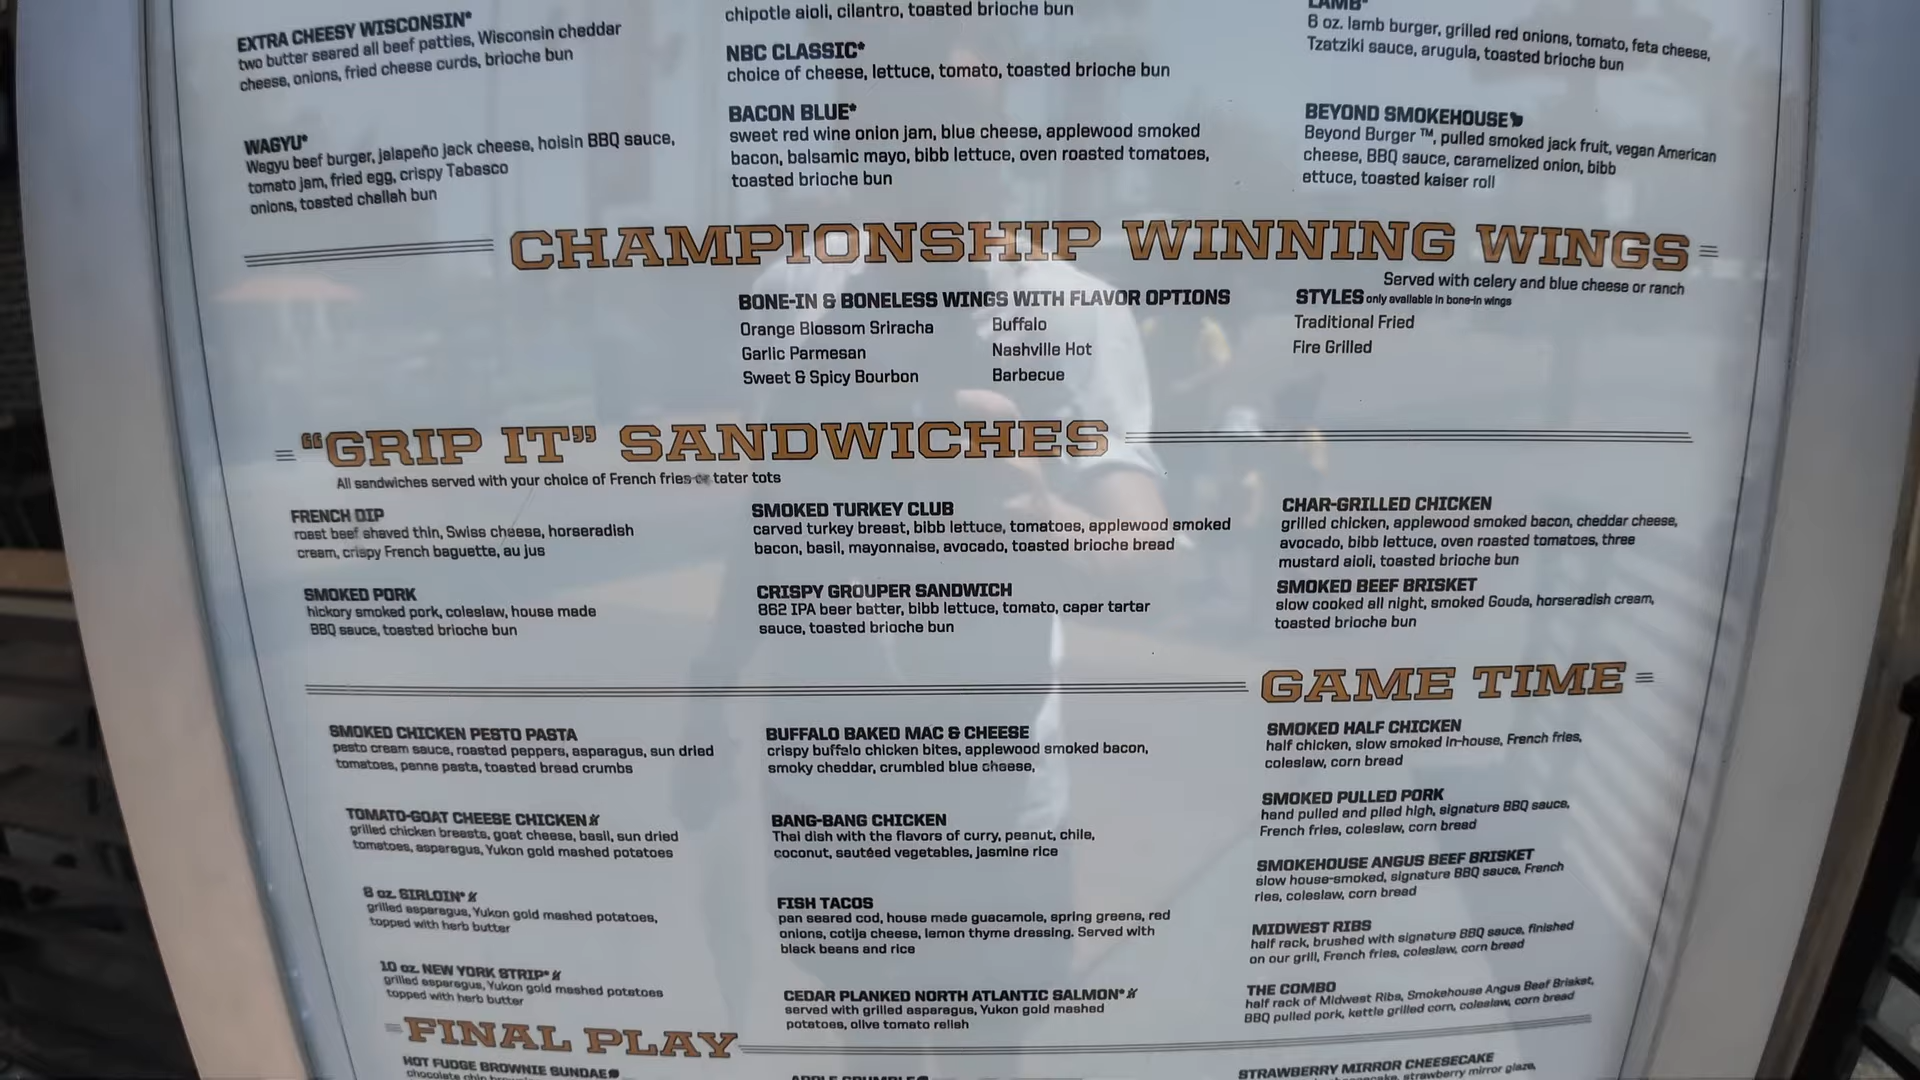 EXTRA CHEESY WISCONSIN*
two butter seared all beef patties, Wisconsin cheddar
cheese, onions, fried cheese curds, brioche bun
WAGYU*
Wagyu beef burger, jalapeño jack cheese, hoisin BBQ sauce,
tomato jam, fried egg, crispy Tabasco
onions, toasted challah bun
chipotle aioli, cilantro, toasted brioche bun
NBC CLASSIC*
choice of cheese, lettuce, tomato, toasted brioche bun
BACON BLUE*
sweet red wine onion jam, blue cheese, applewood smoked
bacon, balsamic mayo, bibb lettuce, oven roasted tomatoes,
toasted brioche bun
LAMB*
6 oz. lamb burger, grilled red onions, tomato, feta cheese,
Tzatziki sauce, arugula, toasted brioche bun
BEYOND SMOKEHOUSE
Beyond Burger ™, pulled smoked jack fruit, vegan American
cheese, BBQ sauce, caramelized onion, bibb
ettuce, toasted kaiser roll
CHAMPIONSHIP WINNING WINGS
Served with celery and blue cheese or ranch
BONE-IN & BONELESS WINGS WITH FLAVOR OPTIONS
Orange Blossom Sriracha
Garlic Parmesan
Sweet & Spicy Bourbon
Buffalo
Nashville Hot
Barbecue
STYLES only available in bone-in wings
Traditional Fried
Fire Grilled
“GRIP IT” SANDWICHES
All sandwiches served with your choice of French fries or tater tots
FRENCH DIP
roast beef shaved thin, Swiss cheese, horseradish
cream, crispy French baguette, au jus
SMOKED PORK
hickory smoked pork, coleslaw, house made
BBQ sauce, toasted brioche bun
SMOKED TURKEY CLUB
carved turkey breast, bibb lettuce, tomatoes, applewood smoked
bacon, basil, mayonnaise, avocado, toasted brioche bread
CRISPY GROUPER SANDWICH
862 IPA beer batter, bibb lettuce, tomato, caper tartar
sauce, toasted brioche bun
CHAR-GRILLED CHICKEN
grilled chicken, applewood smoked bacon, cheddar cheese,
avocado, bibb lettuce, oven roasted tomatoes, three
mustard aioli, toasted brioche bun
SMOKED BEEF BRISKET
slow cooked all night, smoked Gouda, horseradish cream,
toasted brioche bun
GAME TIME
SMOKED CHICKEN PESTO PASTA
pesto cream sauce, roasted peppers, asparagus, sun dried
tomatoes, penne pasta, toasted bread crumbs
TOMATO-GOAT CHEESE CHICKEN
grilled chicken breasts, goat cheese, basil, sun dried
tomatoes, asparagus, Yukon gold mashed potatoes
8 oz. SIRLOIN*
grilled asparagus, Yukon gold mashed potatoes,
topped with herb butter
10 oz. NEW YORK STRIP*
grilled asparagus, Yukon gold mashed potatoes
topped with herb butter
BUFFALO BAKED MAC & CHEESE
crispy buffalo chicken bites, applewood smoked bacon,
smoky cheddar, crumbled blue cheese,
BANG-BANG CHICKEN
Thai dish with the flavors of curry, peanut, chile,
coconut, sautéed vegetables, jasmine rice
FISH TACOS
pan seared cod, house made guacamole, spring greens, red
onions, cotija cheese, lemon thyme dressing. Served with
black beans and rice
CEDAR PLANKED NORTH ATLANTIC SALMON*
served with grilled asparagus, Yukon gold mashed
potatoes, olive tomato relish
SMOKED HALF CHICKEN
half chicken, slow smoked in-house, French fries,
coleslaw, corn bread
SMOKED PULLED PORK
hand pulled and piled high, signature BBQ sauce,
French fries, coleslaw, corn bread
SMOKEHOUSE ANGUS BEEF BRISKET
slow house-smoked, signature BBQ sauce, French
ries, coleslaw, corn bread
MIDWEST RIBS
half rack, brushed with signature BBQ sauce, finished
on our grill, French fries, coleslaw, corn bread
THE COMBO
half rack of Midwest Ribs, Smokehouse Angus Beef Brisket,
BBQ pulled pork, kettle grilled corn, coleslaw, corn bread
FINAL PLAY
HOT FUDGE BROWNIE SUNDAE
chocolate chip
STRAWBERRY MIRROR CHEESECAKE
strawberry mirror glaze,